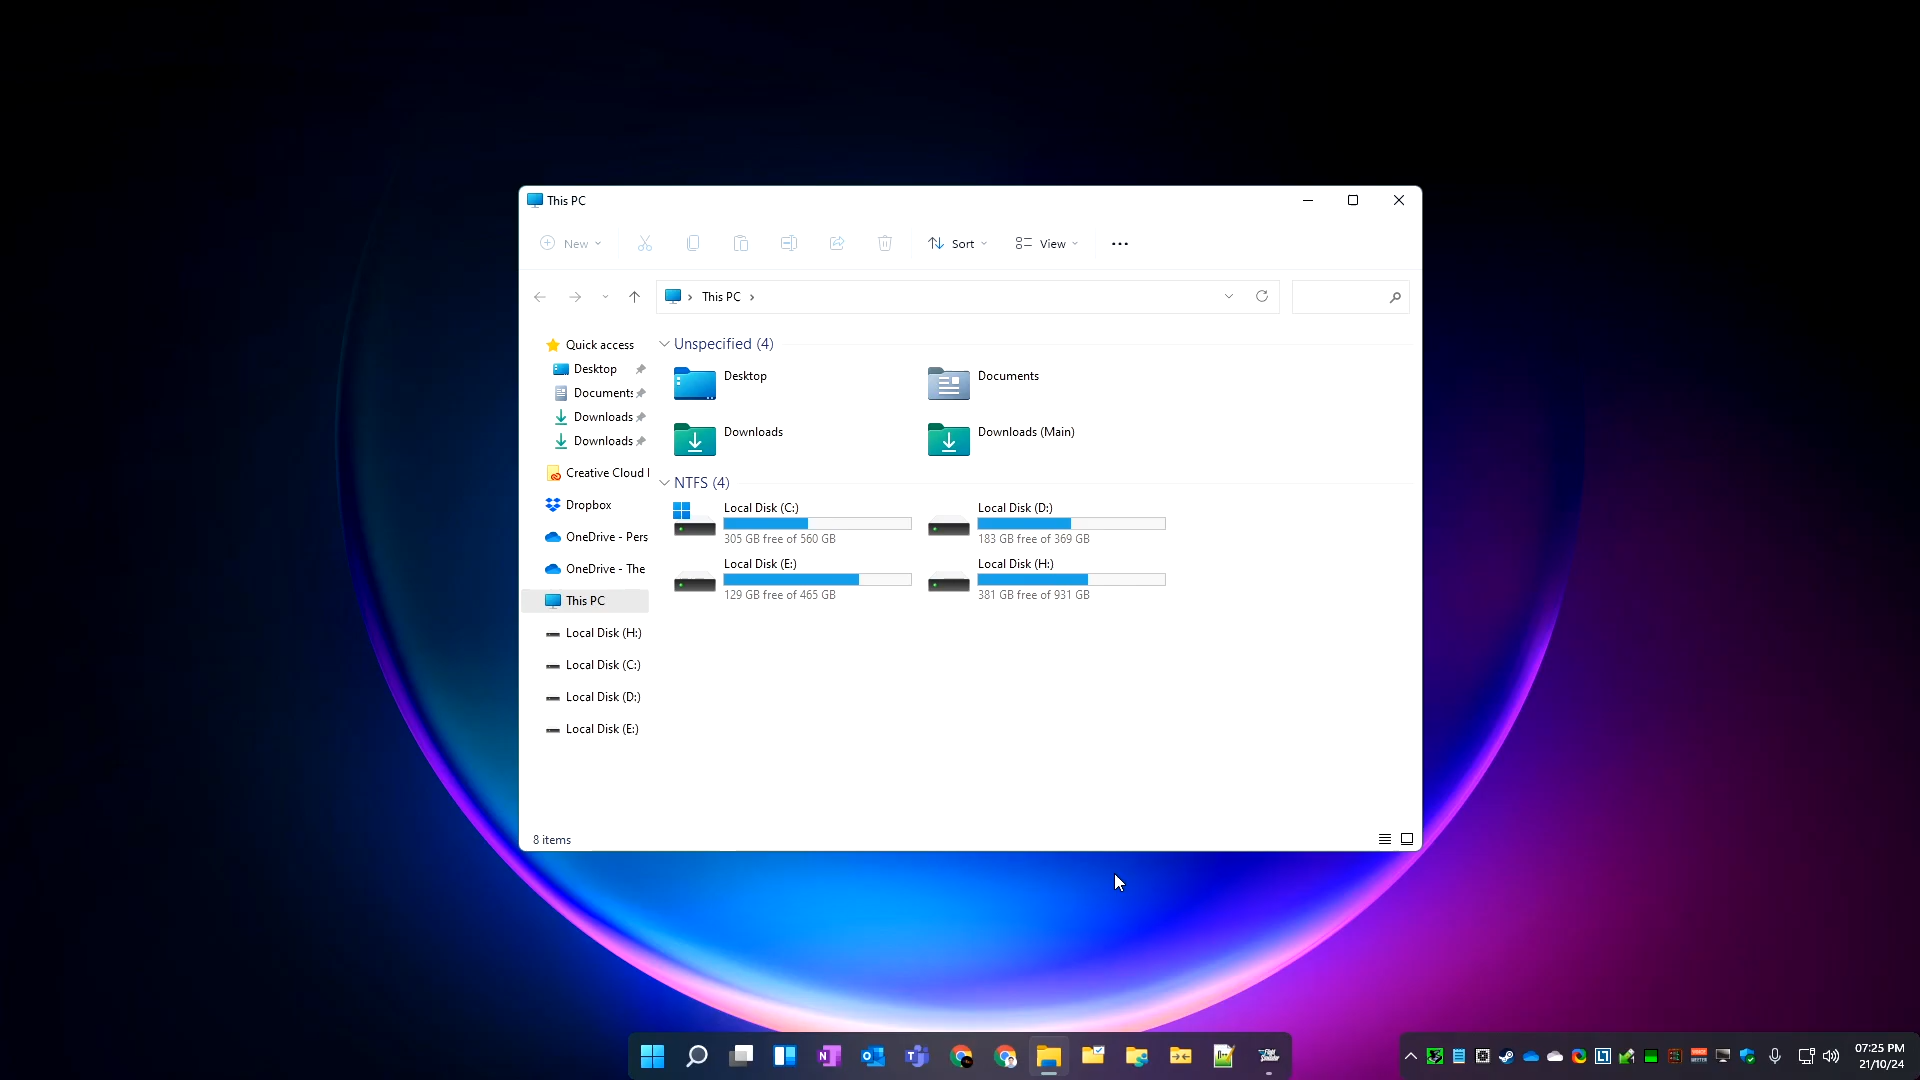 This PC
New
Sort
View
This PC
Quick access
Desktop
Documents
Downloads
Downloads
Creative Cloud
Dropbox
OneDrive - Pers
OneDrive - The
This PC
Local Disk (H:)
Local Disk (C:)
Local Disk (D:)
Local Disk (E:)
Unspecified (4)
Desktop
Documents
Downloads
Downloads (Main)
NTFS (4)
Local Disk (C:)
305 GB free of 560 GB
Local Disk (D:)
183 GB free of 369 GB
Local Disk (E:)
129 GB free of 465 GB
Local Disk (H:)
381 GB free of 931 GB
8 items
07:25 PM
21/10/24